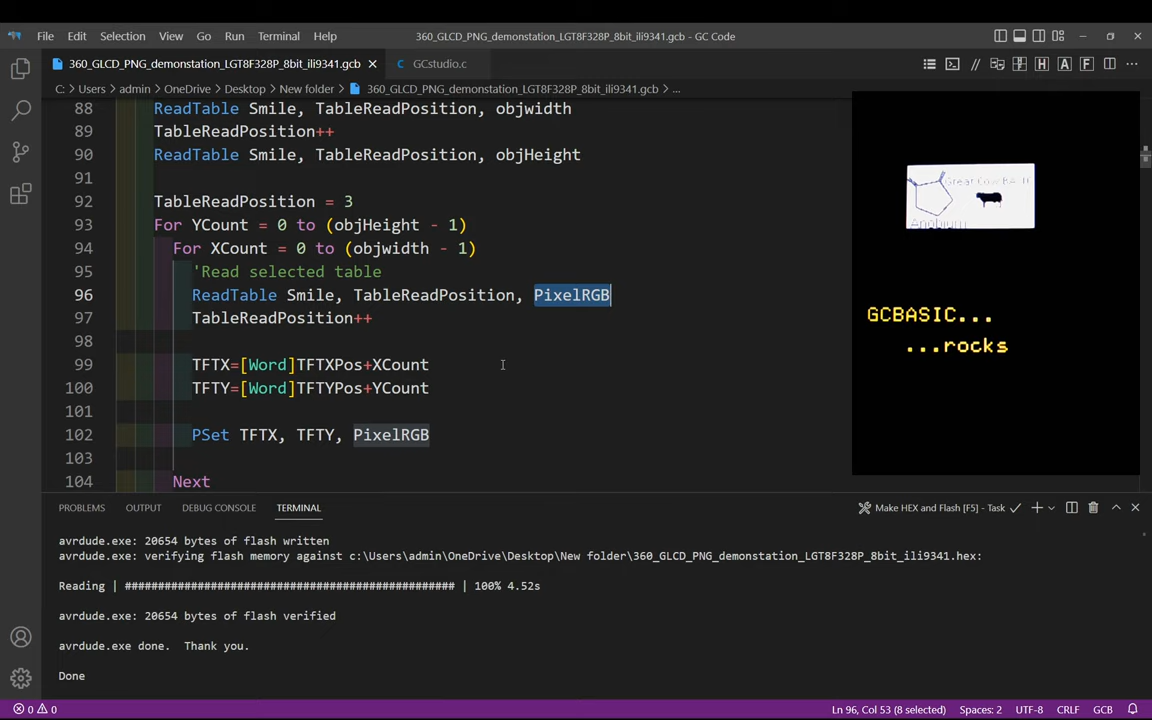 File Edit Selection View Go Run Terminal Help 360_GLCD_PNG_demonstation_LGT8F328P_8bit_ili9341.gcb - GC Code
360_GLCD_PNG_demonstation_LGT8F328P_8bit_ili9341.gcb GCstudio.c
C: > Users > admin > OneDrive > Desktop > New folder > 360_GLCD_PNG_demonstation_LGT8F328P_8bit_ili9341.gcb > ...
88 ReadTable Smile, TableReadPosition, objwidth
89 TableReadPosition++
90 ReadTable Smile, TableReadPosition, objHeight
91
92 TableReadPosition = 3
93 For YCount = 0 to (objHeight - 1)
94 For XCount = 0 to (objwidth - 1)
95 'Read selected table
96 ReadTable Smile, TableReadPosition, PixelRGB
97 TableReadPosition++
98
99 TFTX=[Word]TFTXPos+XCount
100 TFTY=[Word]TFTYPos+YCount
101
102 PSet TFTX, TFTY, PixelRGB
103
104 Next
Great Cow BA
Anobium
GCBASIC...
...rocks
PROBLEMS OUTPUT DEBUG CONSOLE TERMINAL Make HEX and Flash [F5] - Task
avrdude.exe: 20654 bytes of flash written
avrdude.exe: verifying flash memory against c:\Users\admin\OneDrive\Desktop\New folder\360_GLCD_PNG_demonstation_LGT8F328P_8bit_ili9341.hex:
Reading | ################################################## | 100% 4.52s
avrdude.exe: 20654 bytes of flash verified
avrdude.exe done.  Thank you.
Done
0 0 Ln 96, Col 53 (8 selected) Spaces: 2 UTF-8 CRLF GCB